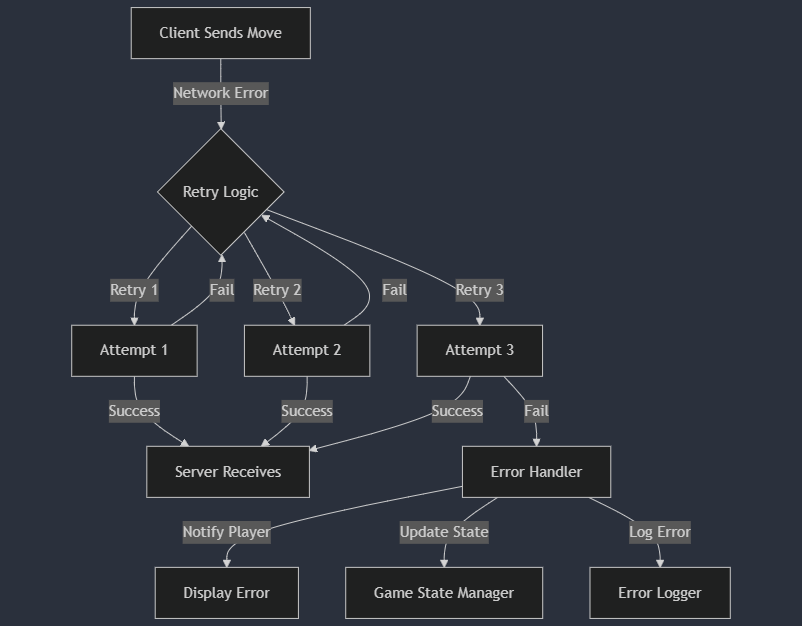 Client Sends Move
Network Error
Retry Logic
Retry 1
Fail
Retry 2
Fail
Retry 3
Attempt 1
Attempt 2
Attempt 3
Success
Success
Success
Fail
Server Receives
Error Handler
Notify Player
Update State
Log Error
Display Error
Game State Manager
Error Logger